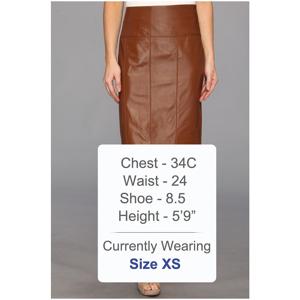 Chest - 34C
Waist - 24
Shoe - 8.5
Height - 5’9”
Currently Wearing
Size XS